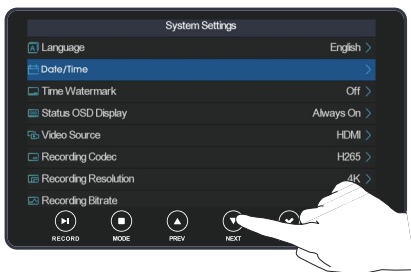 System Settings
Language English
Date/Time
Time Watermark Off
Status OSD Display Always On
Video Source HDMI
Recording Codec H265
Recording Resolution 4K
Recording Bitrate
RECORD MODE PREV NEXT